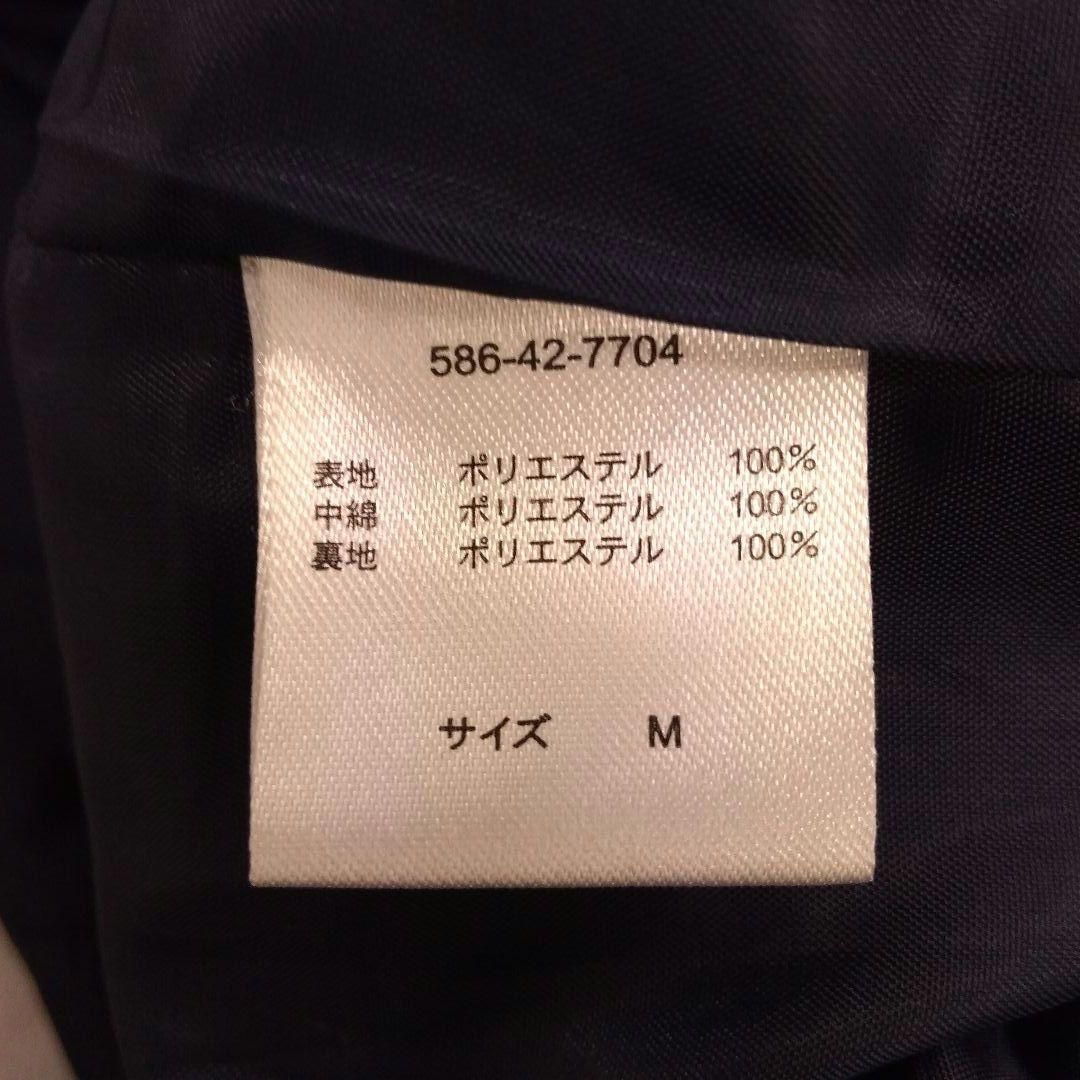 586-42-7704
表地 ポリエステル 100%
中綿 ポリエステル 100%
裏地 ポリエステル 100%
サイズ M